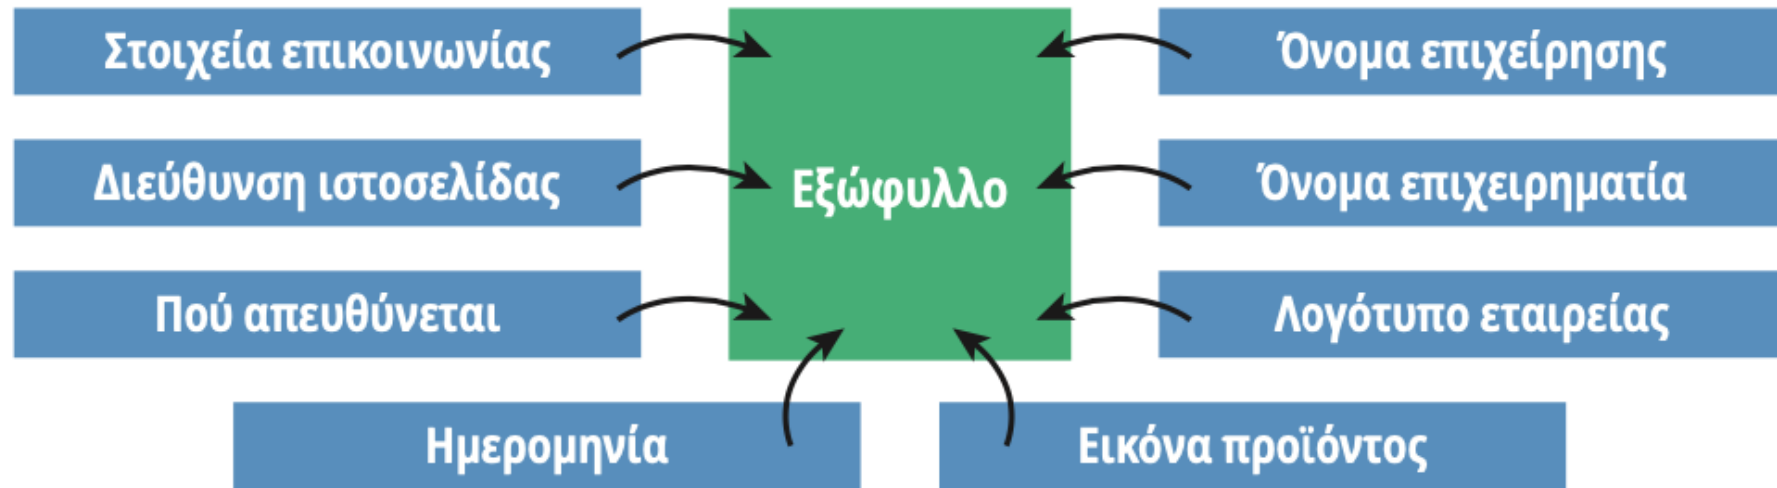 Στοιχεία επικοινωνίας
Όνομα επιχείρησης
Διεύθυνση ιστοσελίδας
Εξώφυλλο
Όνομα επιχειρηματία
Πού απευθύνεται
Λογότυπο εταιρείας
Ημερομηνία
Εικόνα προϊόντος